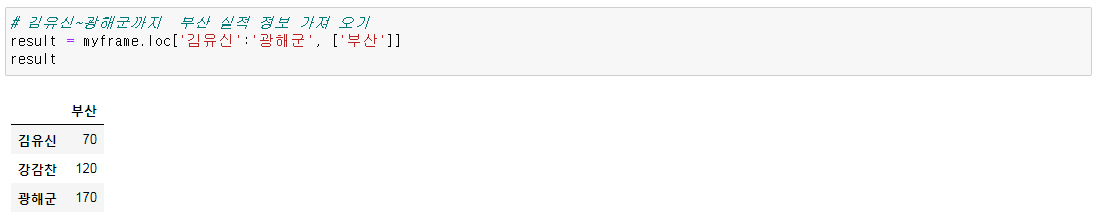 # 김유신~광해군까지  부산 실적 정보 가져 오기
result = myframe.loc['김유신':'광해군', ['부산']]
result
부산
김유신 70
강감찬 120
광해군 170